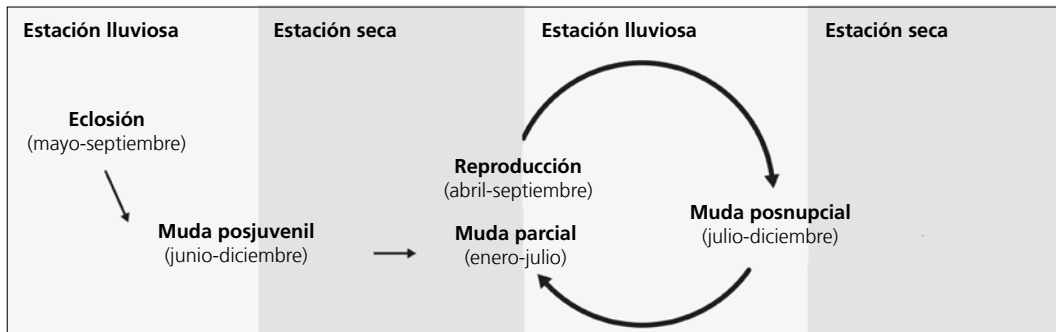 Estación lluviosa
Estación seca
Estación lluviosa
Estación seca
Eclosión
(mayo-septiembre)
Reproducción
(abril-septiembre)
Muda posjuvenil
(junio-diciembre)
Muda parcial
(enero-julio)
Muda posnupcial
(julio-diciembre)